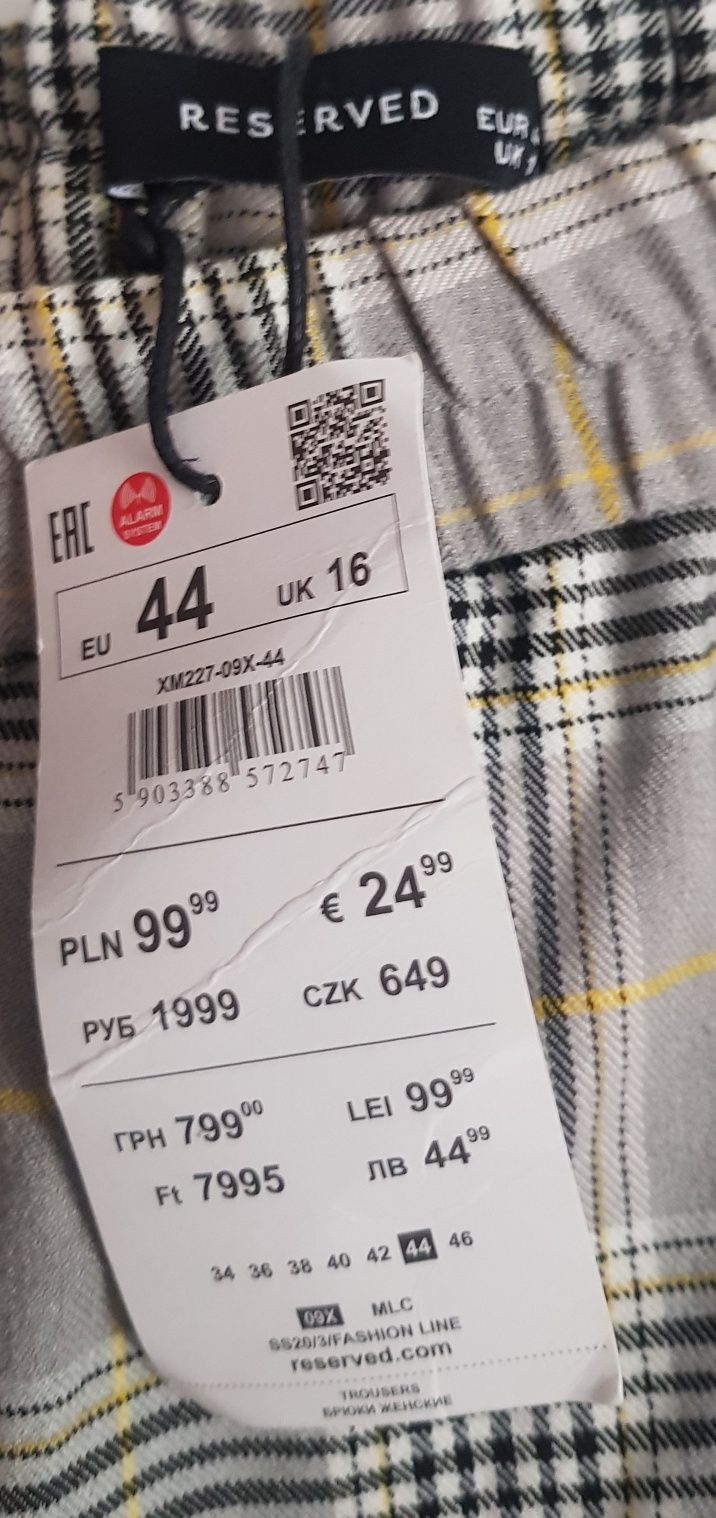 RESERVED
EUR
UK
EAC
ALARM
SYSTEM
EU 44 UK 16
XM227-09X-44
5 903388 572747
PLN 99⁹⁹ € 24⁹⁹
РУБ 1999 CZK 649
ГРН 799⁰⁰ LEI 99⁹⁹
Ft 7995 ЛВ 44⁹⁹
34 36 38 40 42 44 46
09X MLC
SS20/3/FASHION LINE
reserved.com
TROUSERS
БРЮКИ ЖЕНСКИЕ